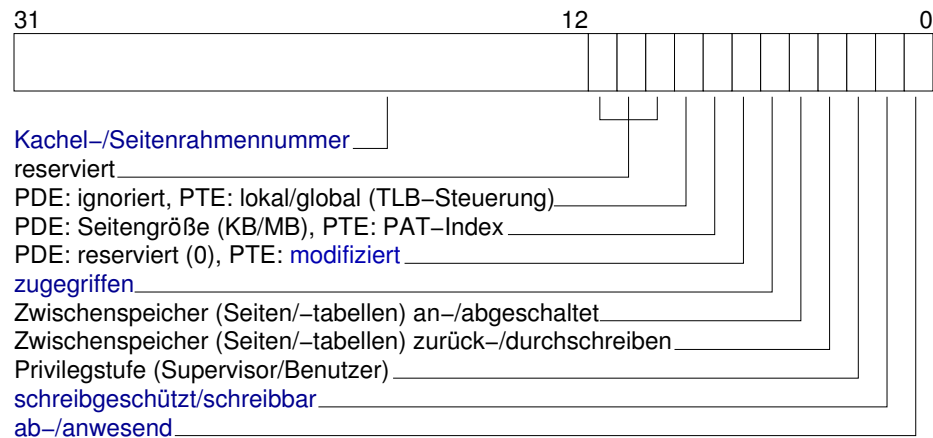 31 12 0
Kachel−/Seitenrahmennummer
reserviert
PDE: ignoriert, PTE: lokal/global (TLB−Steuerung)
PDE: Seitengröße (KB/MB), PTE: PAT−Index
PDE: reserviert (0), PTE: modifiziert
zugegriffen
Zwischenspeicher (Seiten/−tabellen) an−/abgeschaltet
Zwischenspeicher (Seiten/−tabellen) zurück−/durchschreiben
Privilegstufe (Supervisor/Benutzer)
schreibgeschützt/schreibbar
ab−/anwesend